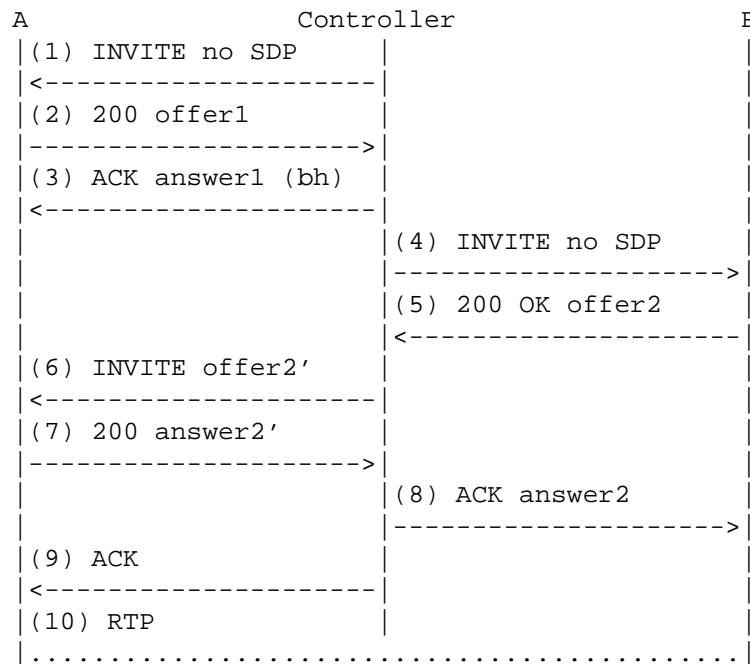 A Controller B
(1) INVITE no SDP
(2) 200 offer1
(3) ACK answer1 (bh)
(4) INVITE no SDP
(5) 200 OK offer2
(6) INVITE offer2'
(7) 200 answer2'
(8) ACK answer2
(9) ACK
(10) RTP